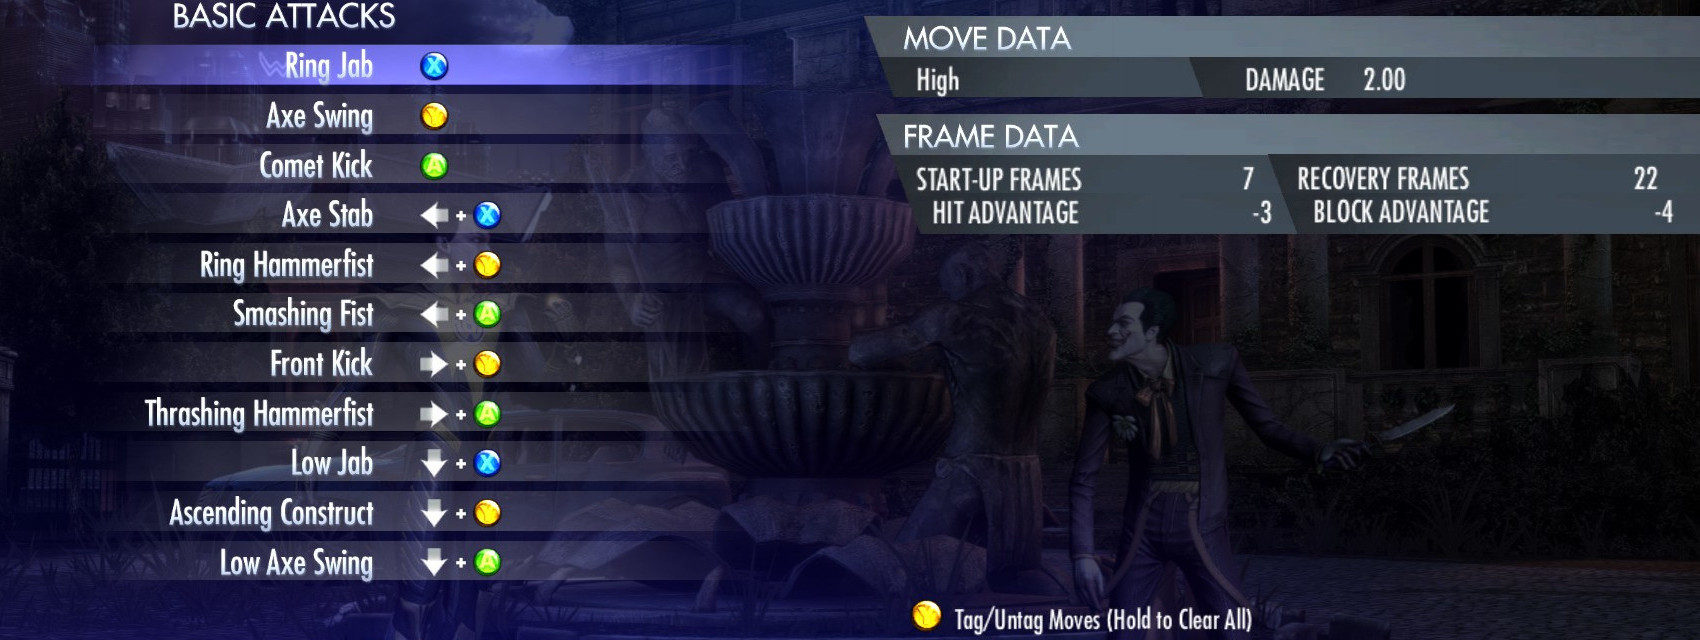 BASIC ATTACKS
Ring Jab X
Axe Swing Y
Comet Kick A
Axe Stab + X
Ring Hammerfist + Y
Smashing Fist + A
Front Kick + Y
Thrashing Hammerfist + A
Low Jab + X
Ascending Construct + Y
Low Axe Swing + A
MOVE DATA
High DAMAGE 2.00
FRAME DATA
START-UP FRAMES 7 RECOVERY FRAMES 22
HIT ADVANTAGE -3 BLOCK ADVANTAGE -4
Y Tag/Untag Moves (Hold to Clear All)